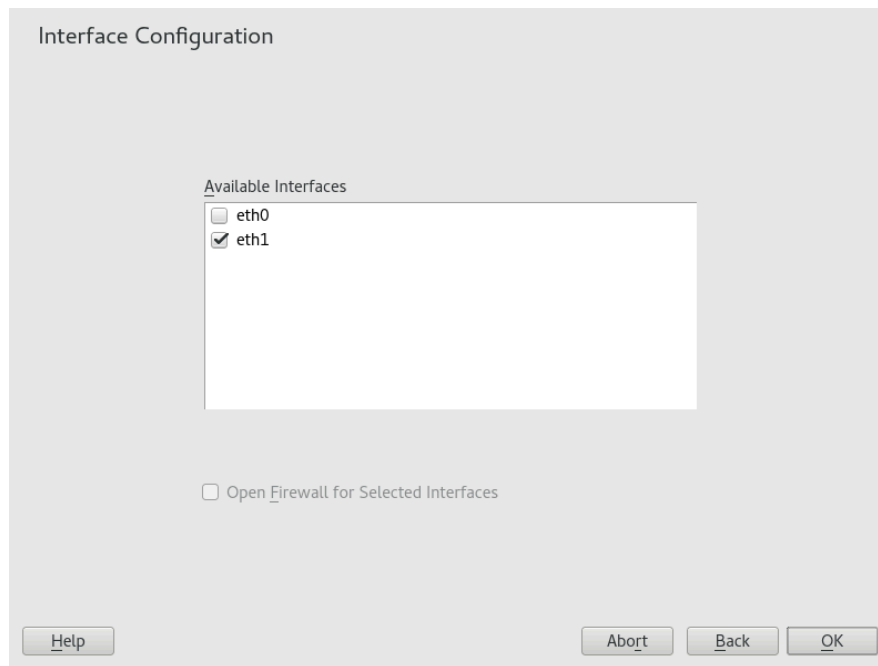 Interface Configuration
Available Interfaces
eth0
eth1
Open Firewall for Selected Interfaces
Help Abort Back OK